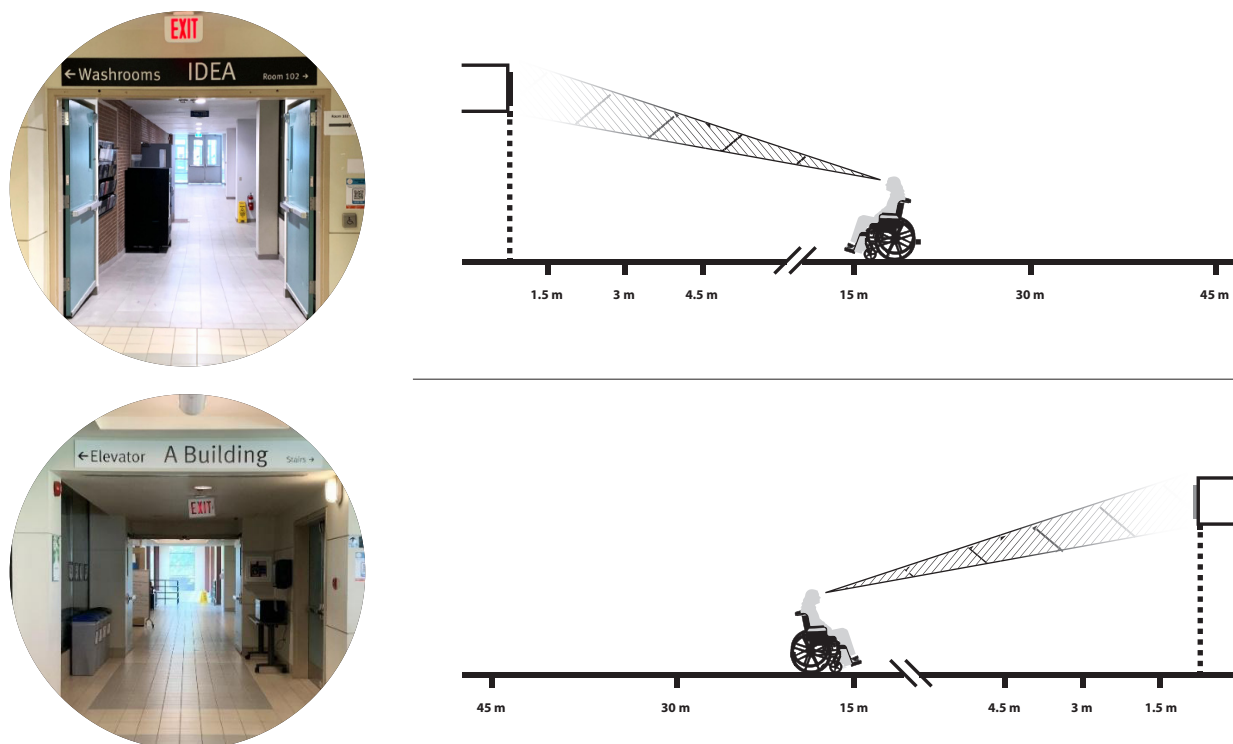 EXIT
← Washrooms IDEA Room 102 →
1.5 m 3 m 4.5 m 15 m 30 m 45 m
← Elevator A Building Stairs →
EXIT
45 m 30 m 15 m 4.5 m 3 m 1.5 m